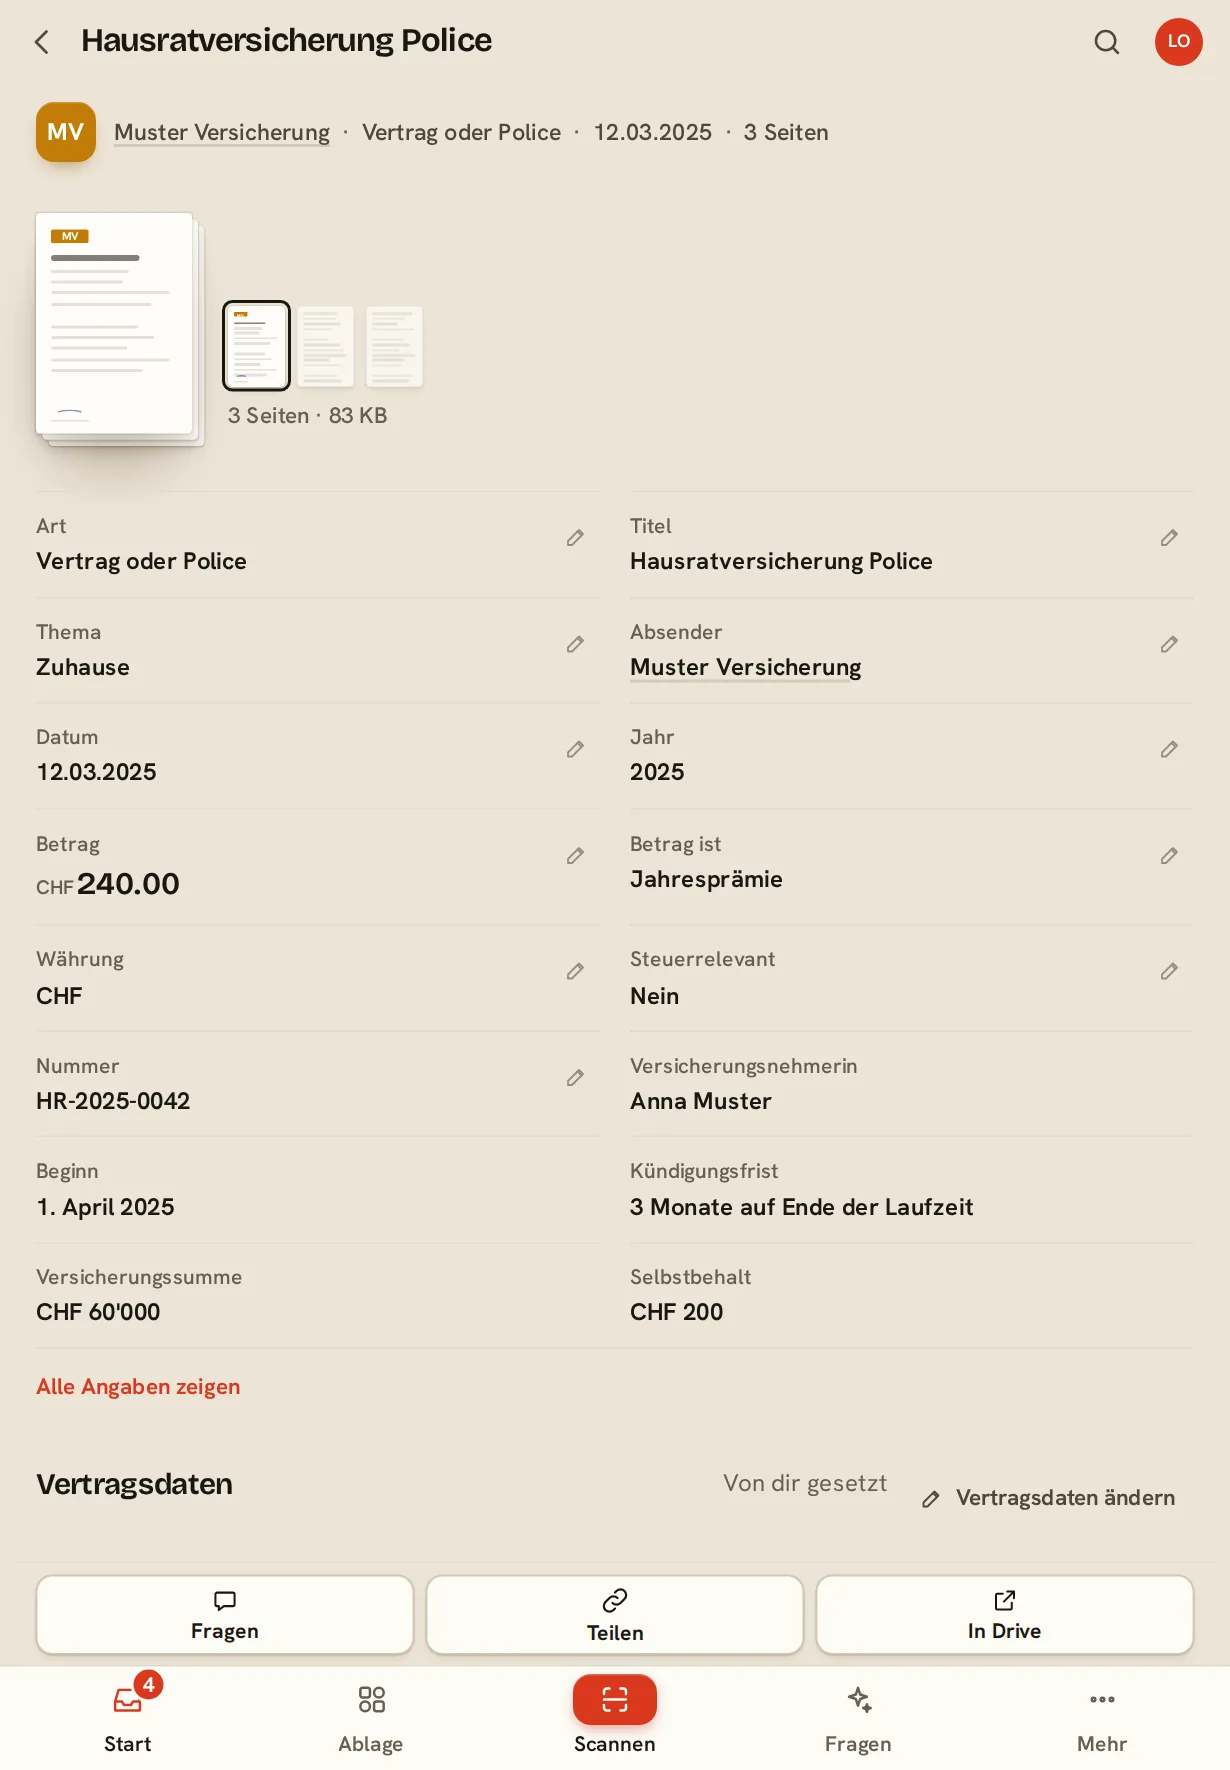 Hausratversicherung Police
LO
MV
Muster Versicherung · Vertrag oder Police · 12.03.2025 · 3 Seiten
MV
3 Seiten · 83 KB
Art
Vertrag oder Police
Titel
Hausratversicherung Police
Thema
Zuhause
Absender
Muster Versicherung
Datum
12.03.2025
Jahr
2025
Betrag
CHF 240.00
Betrag ist
Jahresprämie
Währung
CHF
Steuerrelevant
Nein
Nummer
HR-2025-0042
Versicherungsnehmerin
Anna Muster
Beginn
1. April 2025
Kündigungsfrist
3 Monate auf Ende der Laufzeit
Versicherungssumme
CHF 60'000
Selbstbehalt
CHF 200
Alle Angaben zeigen
Vertragsdaten
Von dir gesetzt
Vertragsdaten ändern
Fragen
Teilen
In Drive
4
Start
Ablage
Scannen
Fragen
Mehr